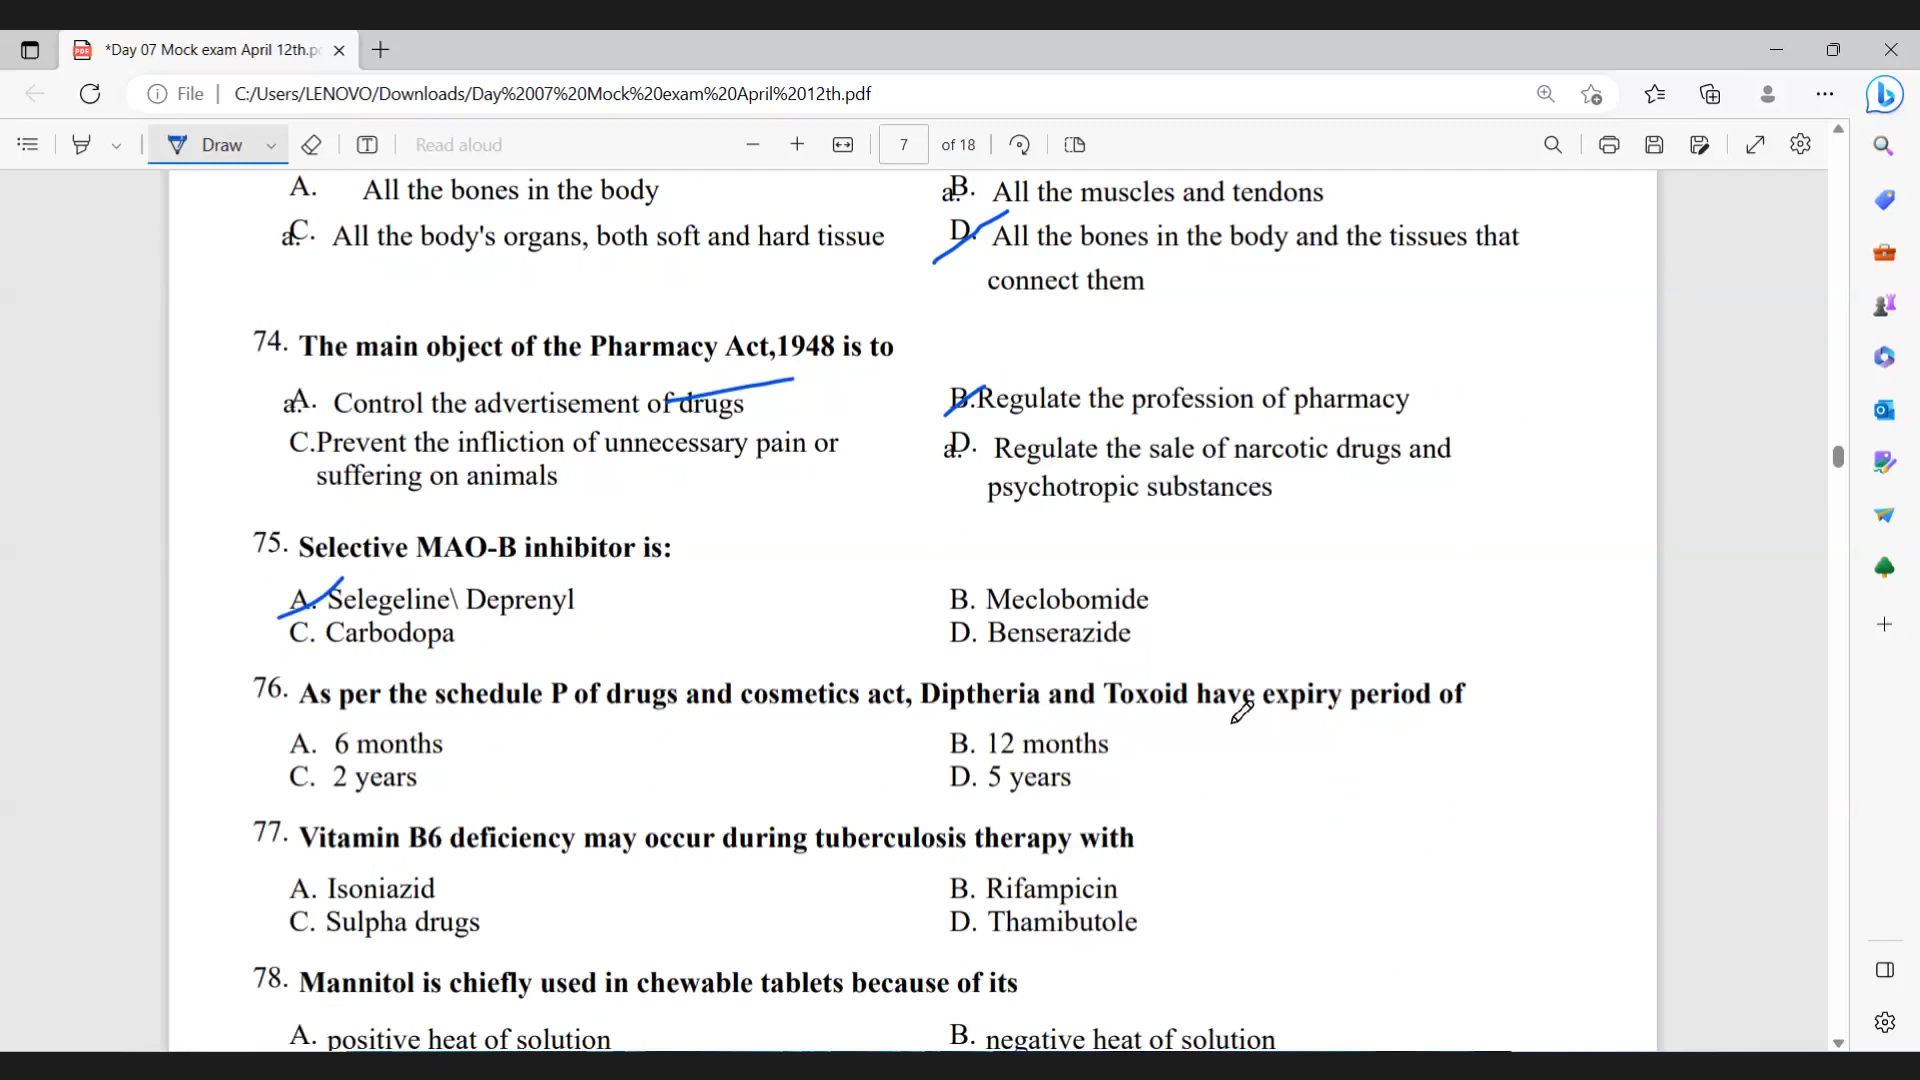 *Day 07 Mock exam April 12th.p
File
C:/Users/LENOVO/Downloads/Day%2007%20Mock%20exam%20April%2012th.pdf
Draw
Read aloud
7 of 18
A. All the bones in the body
a. B. All the muscles and tendons
a. C. All the body's organs, both soft and hard tissue
D. All the bones in the body and the tissues that
connect them
74. The main object of the Pharmacy Act,1948 is to
a. A. Control the advertisement of drugs
B.Regulate the profession of pharmacy
C.Prevent the infliction of unnecessary pain or
suffering on animals
a. D. Regulate the sale of narcotic drugs and
psychotropic substances
75. Selective MAO-B inhibitor is:
A. Selegeline\ Deprenyl
B. Meclobomide
C. Carbodopa
D. Benserazide
76. As per the schedule P of drugs and cosmetics act, Diptheria and Toxoid have expiry period of
A. 6 months
B. 12 months
C. 2 years
D. 5 years
77. Vitamin B6 deficiency may occur during tuberculosis therapy with
A. Isoniazid
B. Rifampicin
C. Sulpha drugs
D. Thamibutole
78. Mannitol is chiefly used in chewable tablets because of its
A. positive heat of solution
B. negative heat of solution